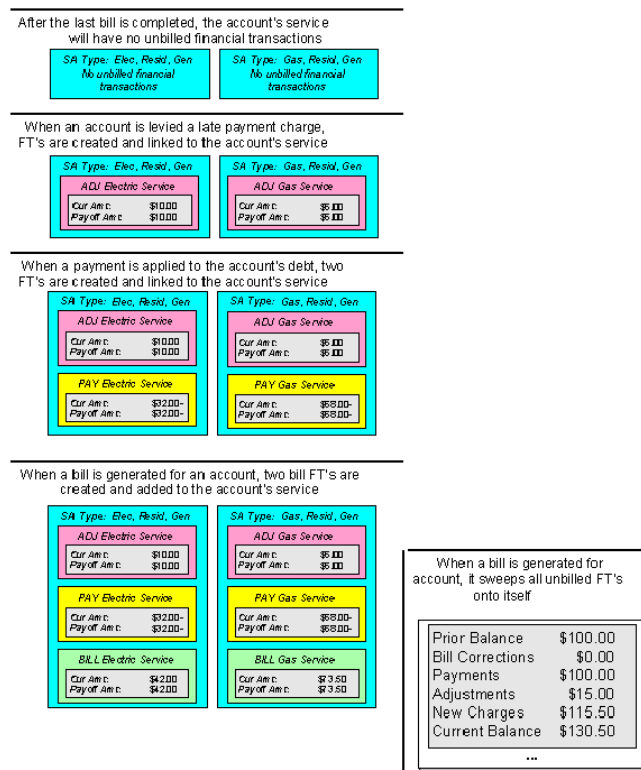 After the last bill is completed, the account's service
will have no unbilled financial transactions
SA Type: Elec, Resid, Gen
No unbilled financial
transactions
SA Type: Gas, Resid, Gen
No unbilled financial
transactions
When an account is levied a late payment charge,
FT's are created and linked to the account's service
SA Type: Elec, Resid, Gen
ADJ Electric Service
Cur Amt: $10.00
Payoff Amt: $10.00
SA Type: Gas, Resid, Gen
ADJ Gas Service
Cur Amt: $5.00
Payoff Amt: $5.00
When a payment is applied to the account's debt, two
FT's are created and linked to the account's service
SA Type: Elec, Resid, Gen
ADJ Electric Service
Cur Amt: $10.00
Payoff Amt: $10.00
PAY Electric Service
Cur Amt: $32.00-
Payoff Amt: $32.00-
SA Type: Gas, Resid, Gen
ADJ Gas Service
Cur Amt: $5.00
Payoff Amt: $5.00
PAY Gas Service
Cur Amt: $68.00-
Payoff Amt: $68.00-
When a bill is generated for an account, two bill FT's are
created and added to the account's service
SA Type: Elec, Resid, Gen
ADJ Electric Service
Cur Amt: $10.00
Payoff Amt: $10.00
PAY Electric Service
Cur Amt: $32.00-
Payoff Amt: $32.00-
BILL Electric Service
Cur Amt: $42.00
Payoff Amt: $42.00
SA Type: Gas, Resid, Gen
ADJ Gas Service
Cur Amt: $5.00
Payoff Amt: $5.00
PAY Gas Service
Cur Amt: $68.00-
Payoff Amt: $68.00-
BILL Gas Service
Cur Amt: $73.50
Payoff Amt: $73.50
When a bill is generated for
account, it sweeps all unbilled FT's
onto itself
Prior Balance $100.00
Bill Corrections $0.00
Payments $100.00
Adjustments $15.00
New Charges $115.50
Current Balance $130.50
...